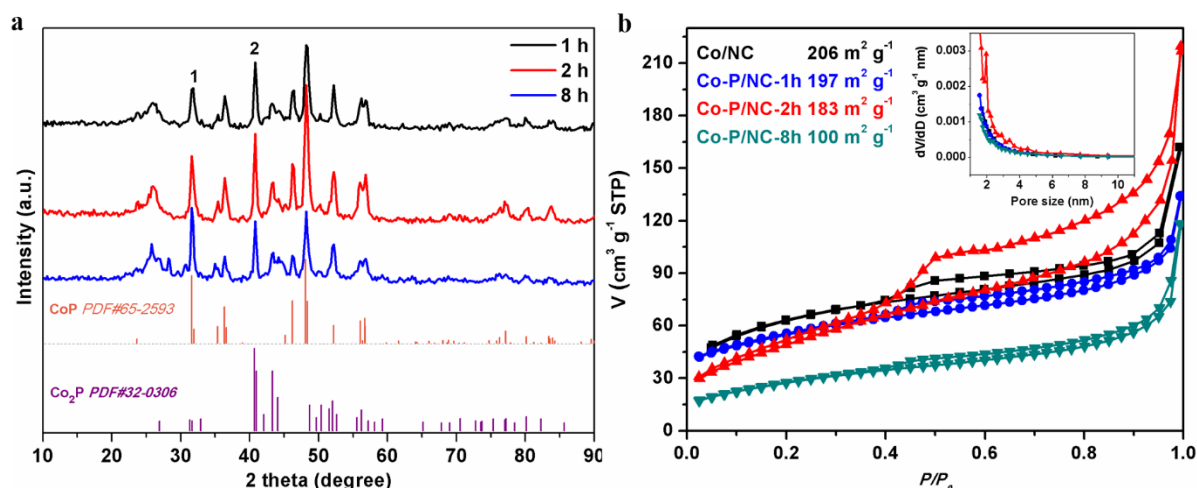 a
1
2
1 h
2 h
8 h
Intensity (a.u.)
CoP PDF#65-2593
Co₂P PDF#32-0306
10 20 30 40 50 60 70 80 90
2 theta (degree)
b
Co/NC 206 m² g⁻¹
Co-P/NC-1h 197 m² g⁻¹
Co-P/NC-2h 183 m² g⁻¹
Co-P/NC-8h 100 m² g⁻¹
V (cm³ g⁻¹ STP)
210
180
150
120
90
60
30
0
0.0 0.2 0.4 0.6 0.8 1.0
P/P₀
dV/dD (cm³ g⁻¹ nm)
0.003
0.002
0.001
0.000
2 4 6 8 10
Pore size (nm)